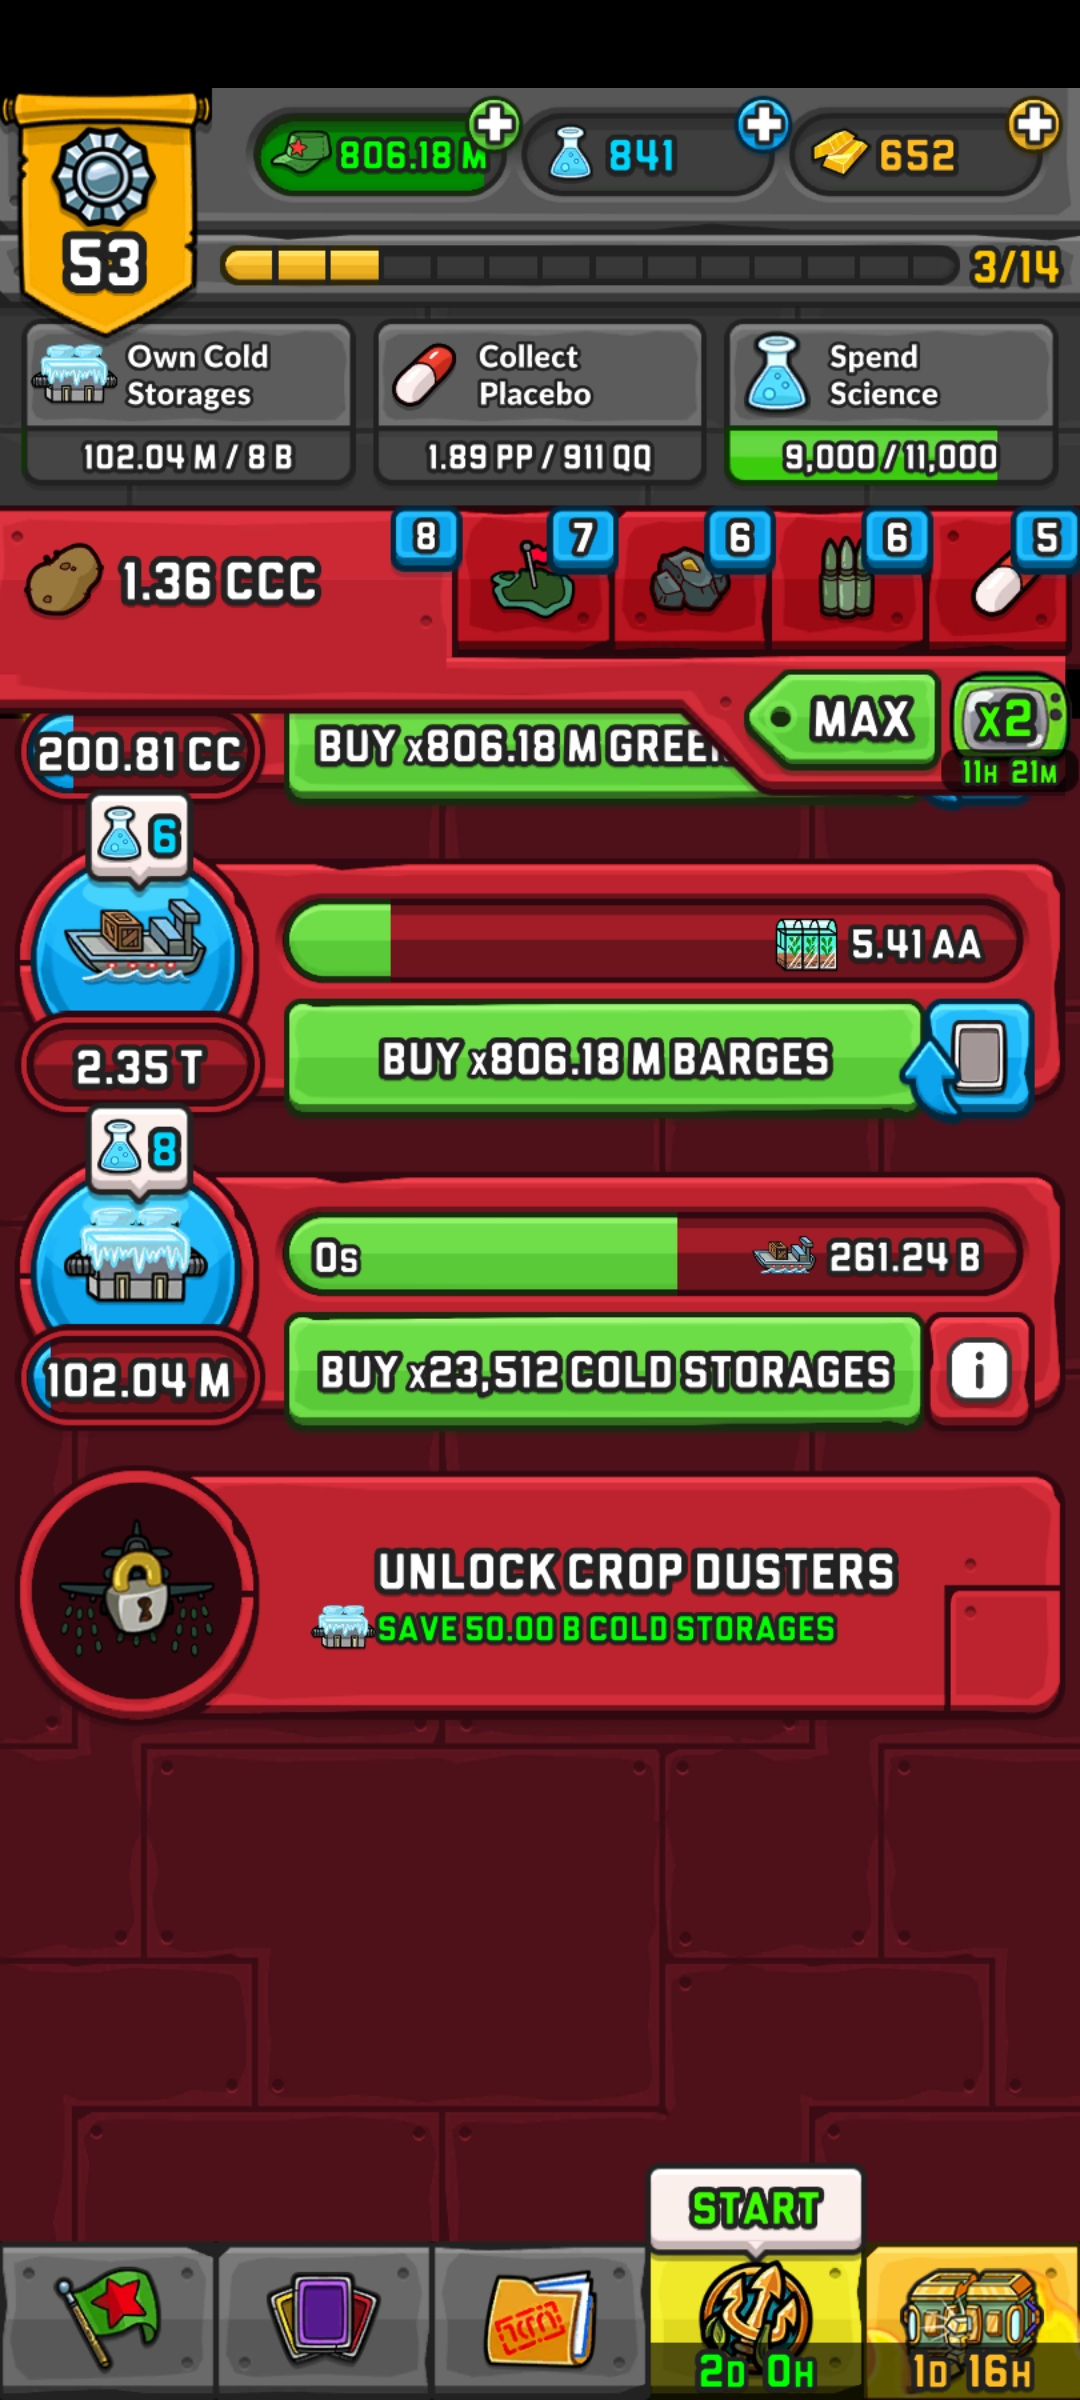 53
806.18 M
841
652
3/14
Own Cold
Storages
102.04 M / 8 B
Collect
Placebo
1.89 PP / 911 QQ
Spend
Science
9,000 / 11,000
1.36 CCC
8
7
6
6
5
MAX
x2
11H 21M
200.81 CC
BUY x806.18 M GREE
6
2.35 T
5.41 AA
BUY x806.18 M BARGES
8
102.04 M
0s
261.24 B
BUY x23,512 COLD STORAGES
i
UNLOCK CROP DUSTERS
SAVE 50.00 B COLD STORAGES
START
2D 0H
1D 16H